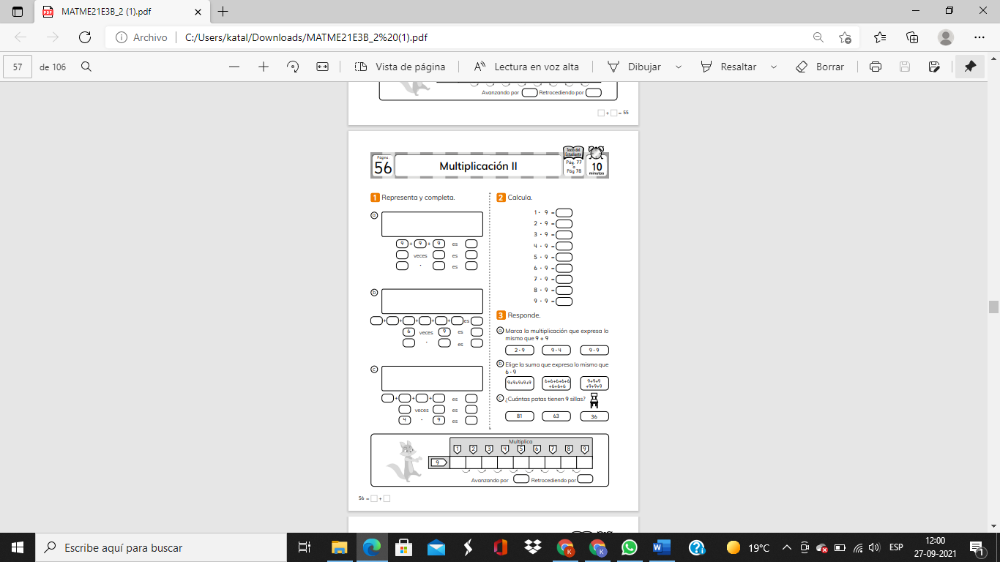 MATME21E3B_2 (1).pdf
Archivo
C:/Users/katal/Downloads/MATME21E3B_2%20(1).pdf
57 de 106
Vista de página
Lectura en voz alta
Dibujar
Resaltar
Borrar
Avanzando por Retrocediendo por
+ = 55
Página
56
Multiplicación II
Texto del
Estudiante
Pág. 77
a
Pág 78
10
minutos
1 Representa y completa.
a
9 + 9 + 9 es
veces es
· es
b
+ + + + + es
6 veces 9 es
· es
c
+ + + es
veces es
4 · 9 es
2 Calcula.
1 · 9 =
2 · 9 =
3 · 9 =
4 · 9 =
5 · 9 =
6 · 9 =
7 · 9 =
8 · 9 =
9 · 9 =
3 Responde.
a Marca la multiplicación que expresa lo
mismo que 9 + 9
2 · 9 9 · 4 9 · 9
b Elige la suma que expresa lo mismo que
6 · 9
9+9+9+9+9
6+6+6+6+6
+6+6+6
9+9+9
+9+9+9
c ¿Cuántas patas tienen 9 sillas?
81 63 36
Multiplica
1 2 3 4 5 6 7 8 9
9
Avanzando por Retrocediendo por
56 = +
Escribe aquí para buscar
19°C
ESP
12:00
27-09-2021
1